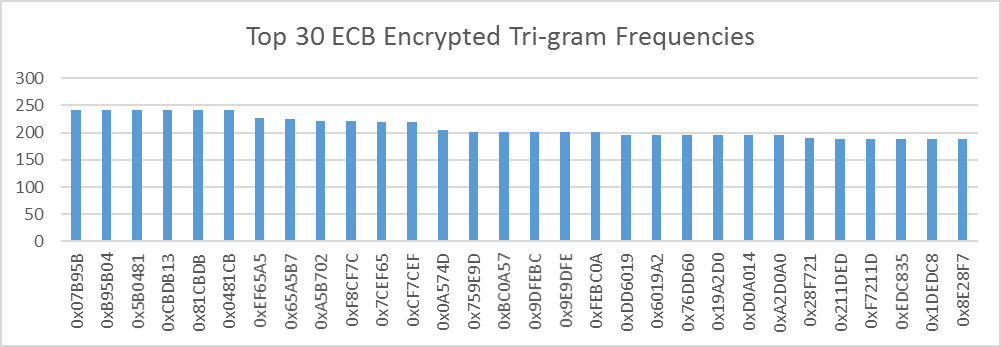 Top 30 ECB Encrypted Tri-gram Frequencies
300
250
200
150
100
50
0
0x07B95B
0xB95B04
0x5B0481
0xCBDB13
0x81CBDB
0x0481CB
0xEF65A5
0x65A5B7
0xA5B702
0xF8CF7C
0x7CEF65
0xCF7CEF
0x0A574D
0x759E9D
0xBC0A57
0x9DFEBC
0x9E9DFE
0xFEBC0A
0xDD6019
0x6019A2
0x76DD60
0x19A2D0
0xD0A014
0xA2D0A0
0x28F721
0x211DED
0xF7211D
0xEDC835
0x1DEDC8
0x8E28F7